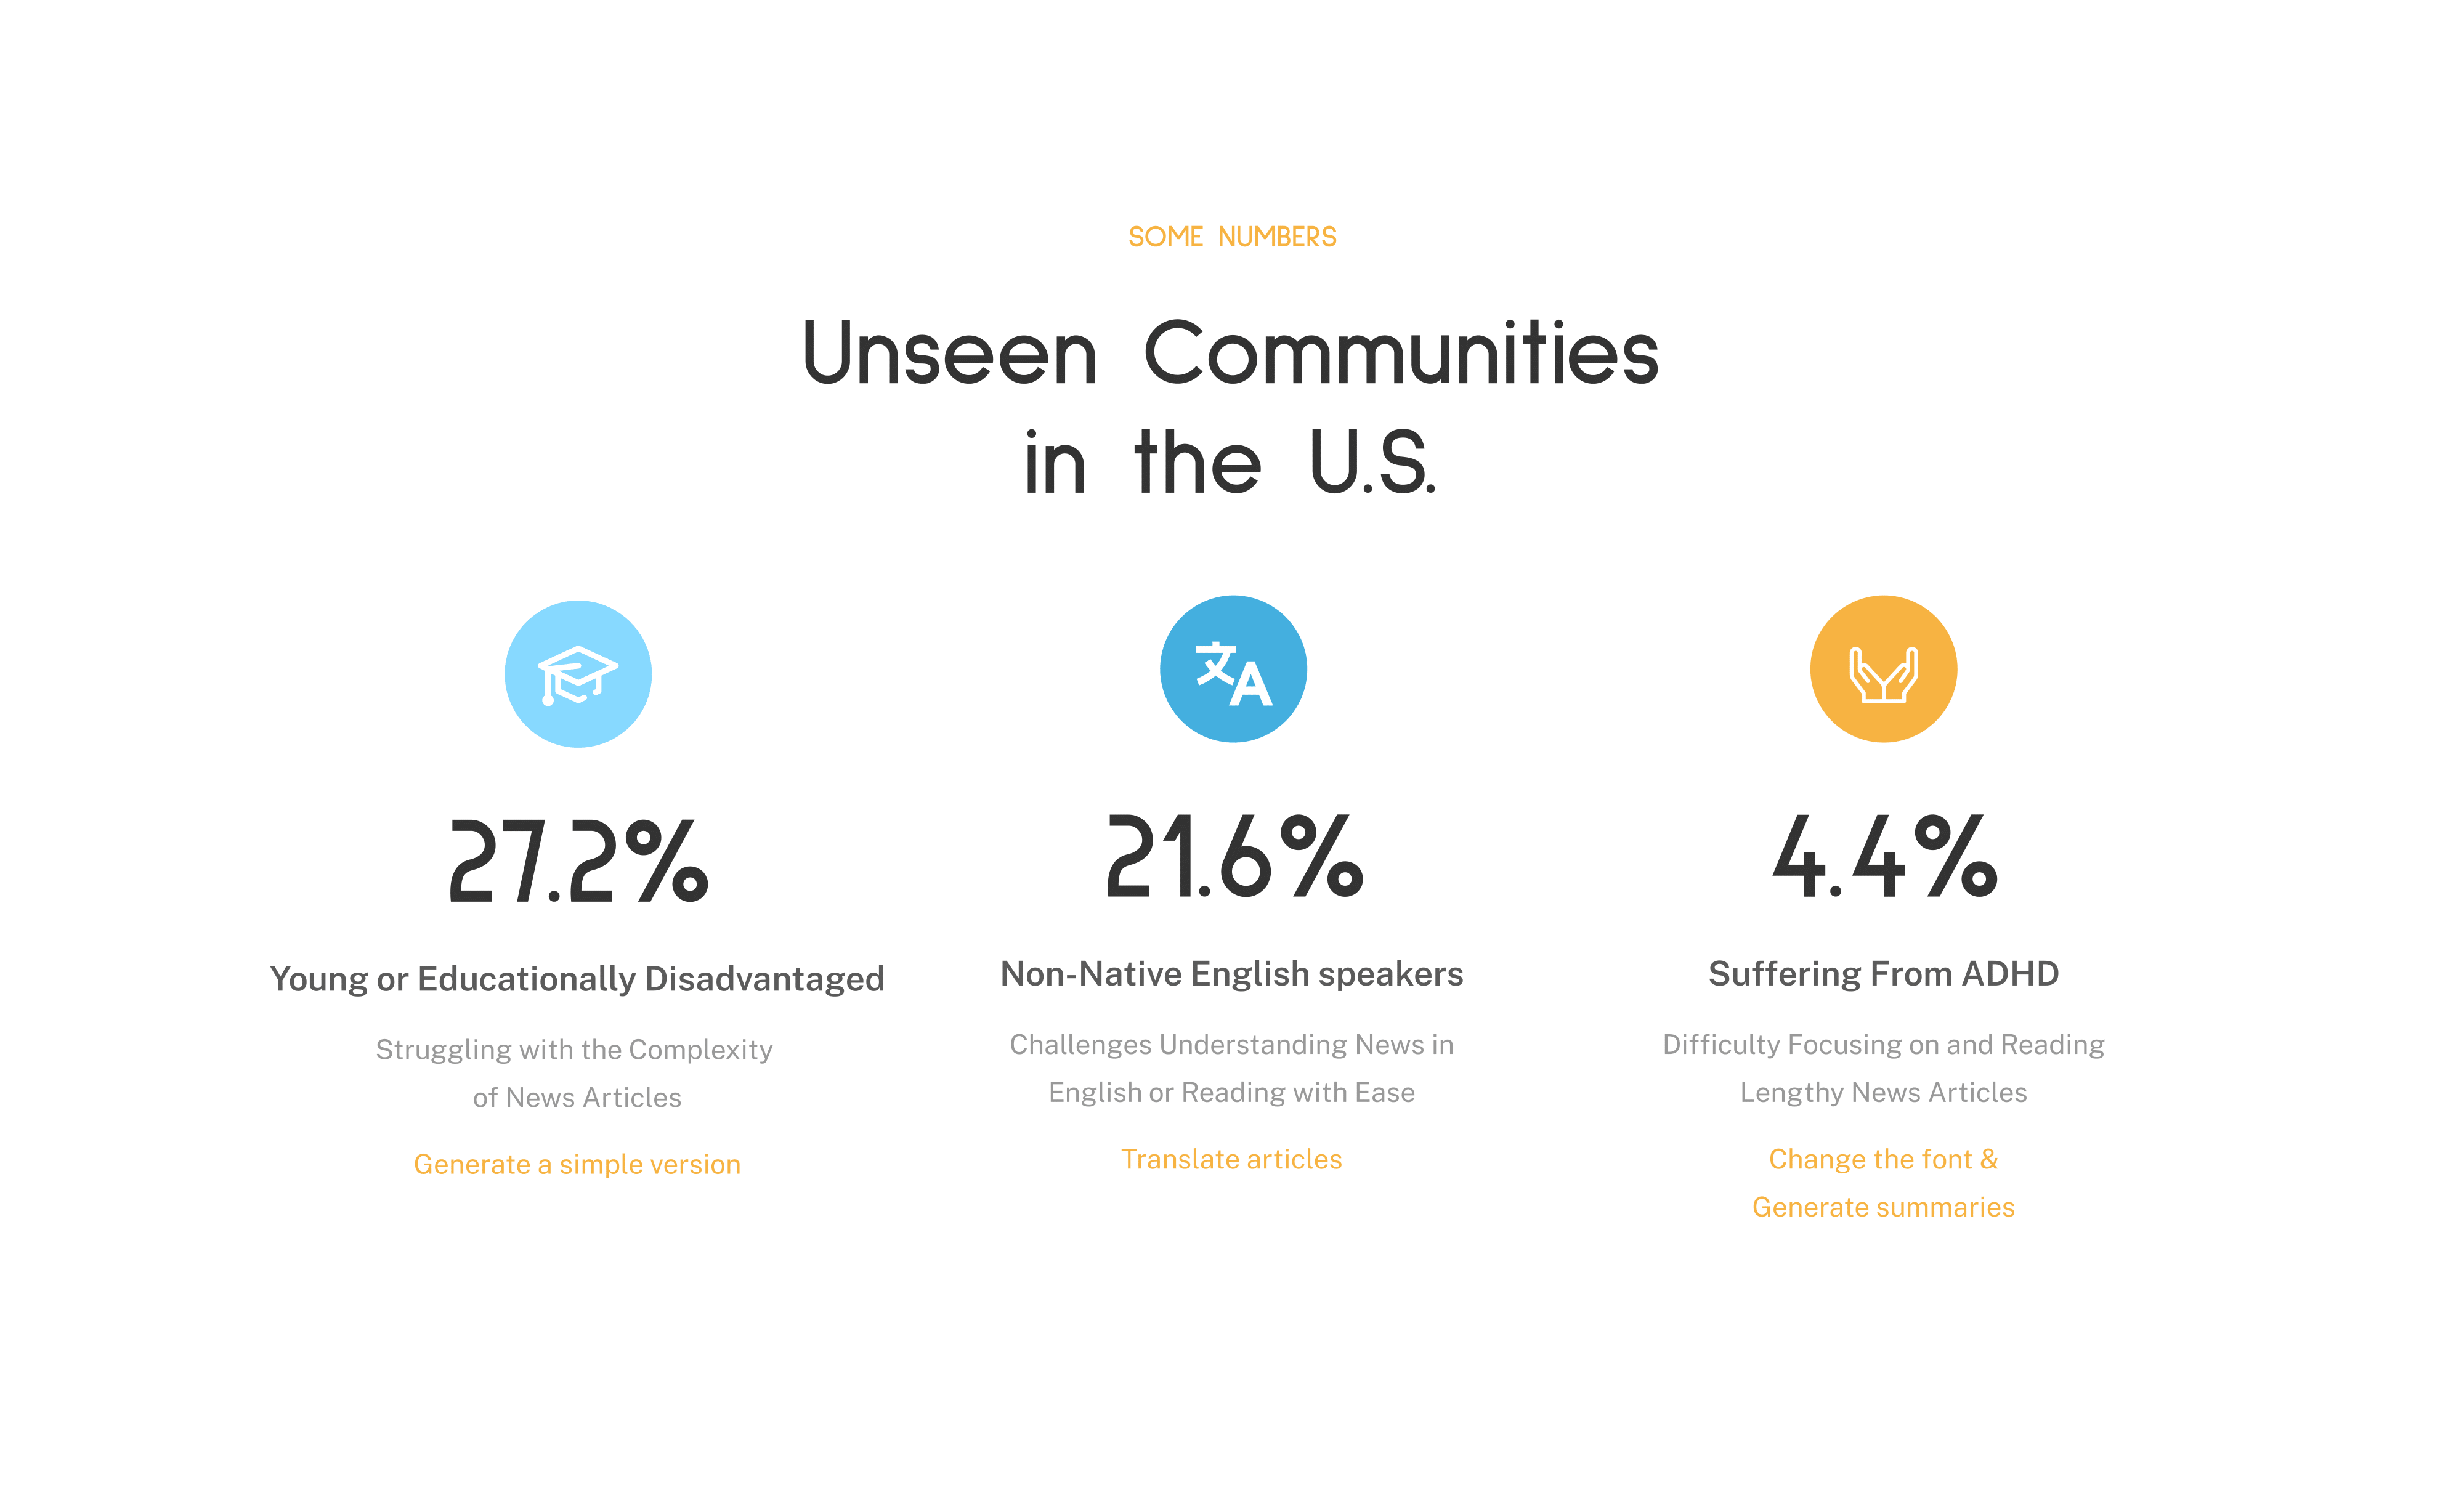 SOME NUMBERS
Unseen Communities
in the U.S.
文A
27.2%
Young or Educationally Disadvantaged
Struggling with the Complexity
of News Articles
Generate a simple version
21.6%
Non-Native English speakers
Challenges Understanding News in
English or Reading with Ease
Translate articles
4.4%
Suffering From ADHD
Difficulty Focusing on and Reading
Lengthy News Articles
Change the font &
Generate summaries